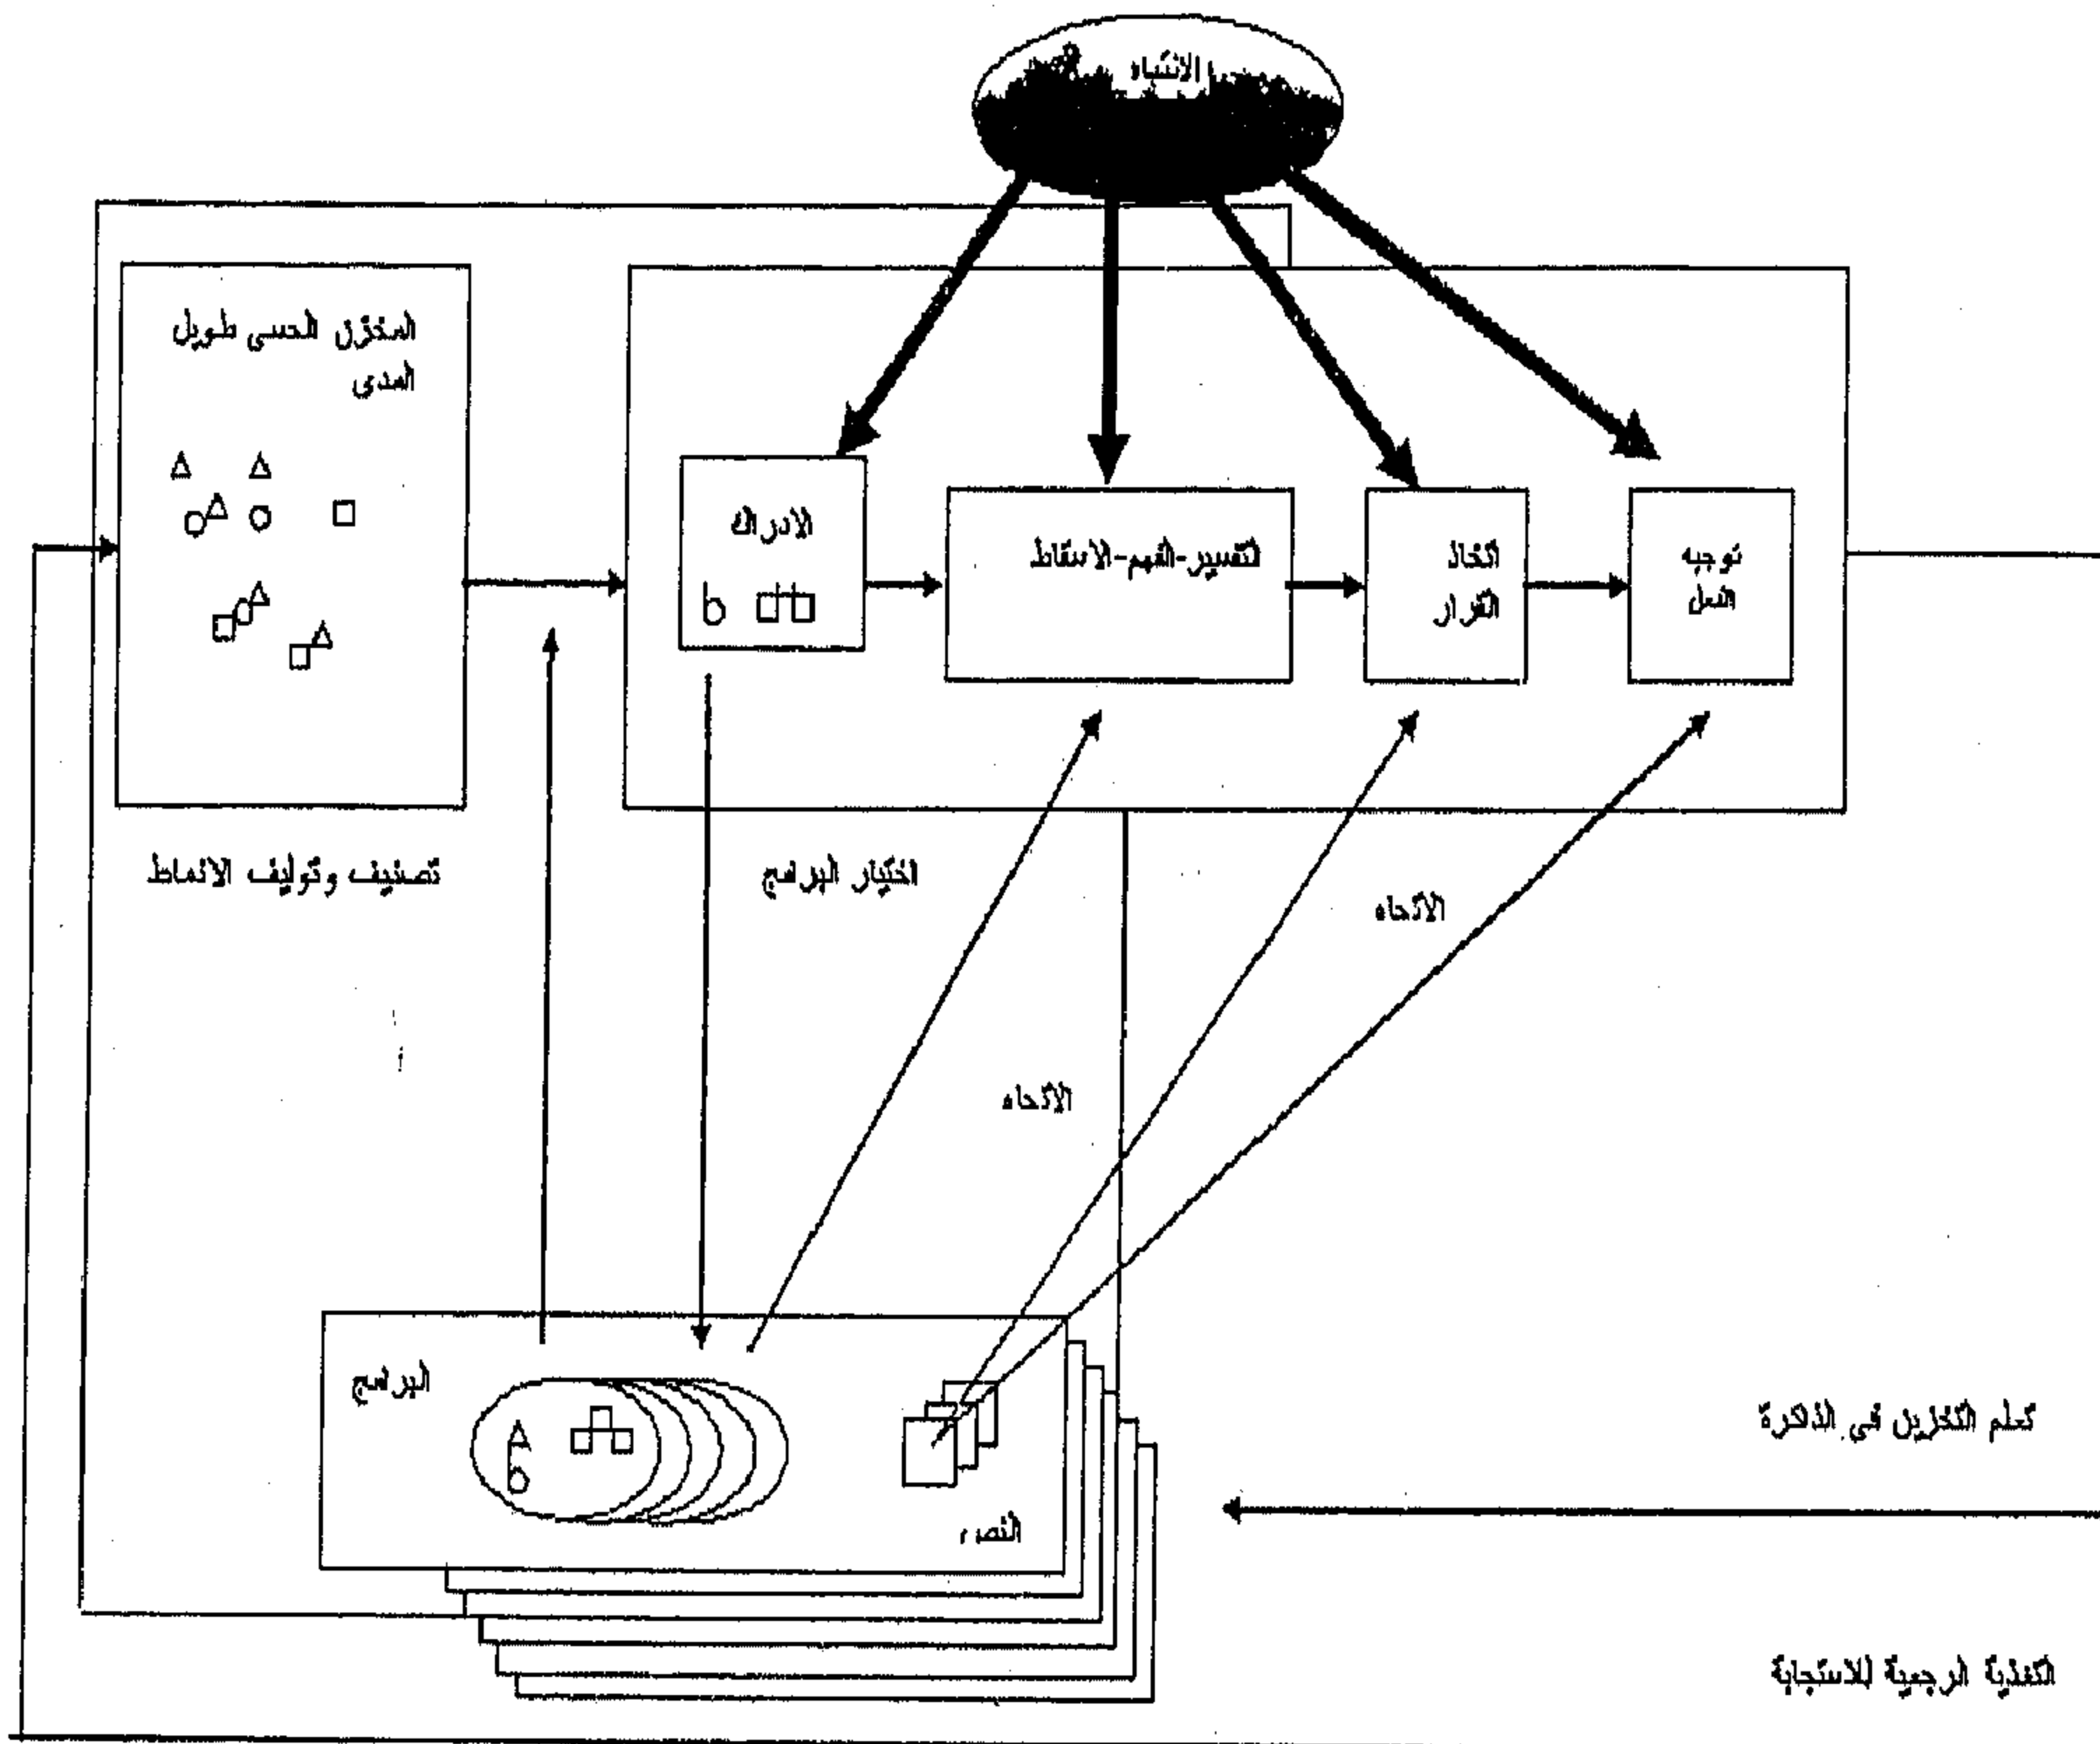 الانتباه
المخزن الحسى طويل
المدى
الادراك
التفسير-الفهم-الاسقاط
اتخاذ
القرار
توجيه
الفعل
تصنيف وتوليف الانماط
اختيار البرامج
الاتجاه
الاتجاه
البرامج
تعلم التخزين فى الذاكرة
التغذية الرجعية للاستجابة